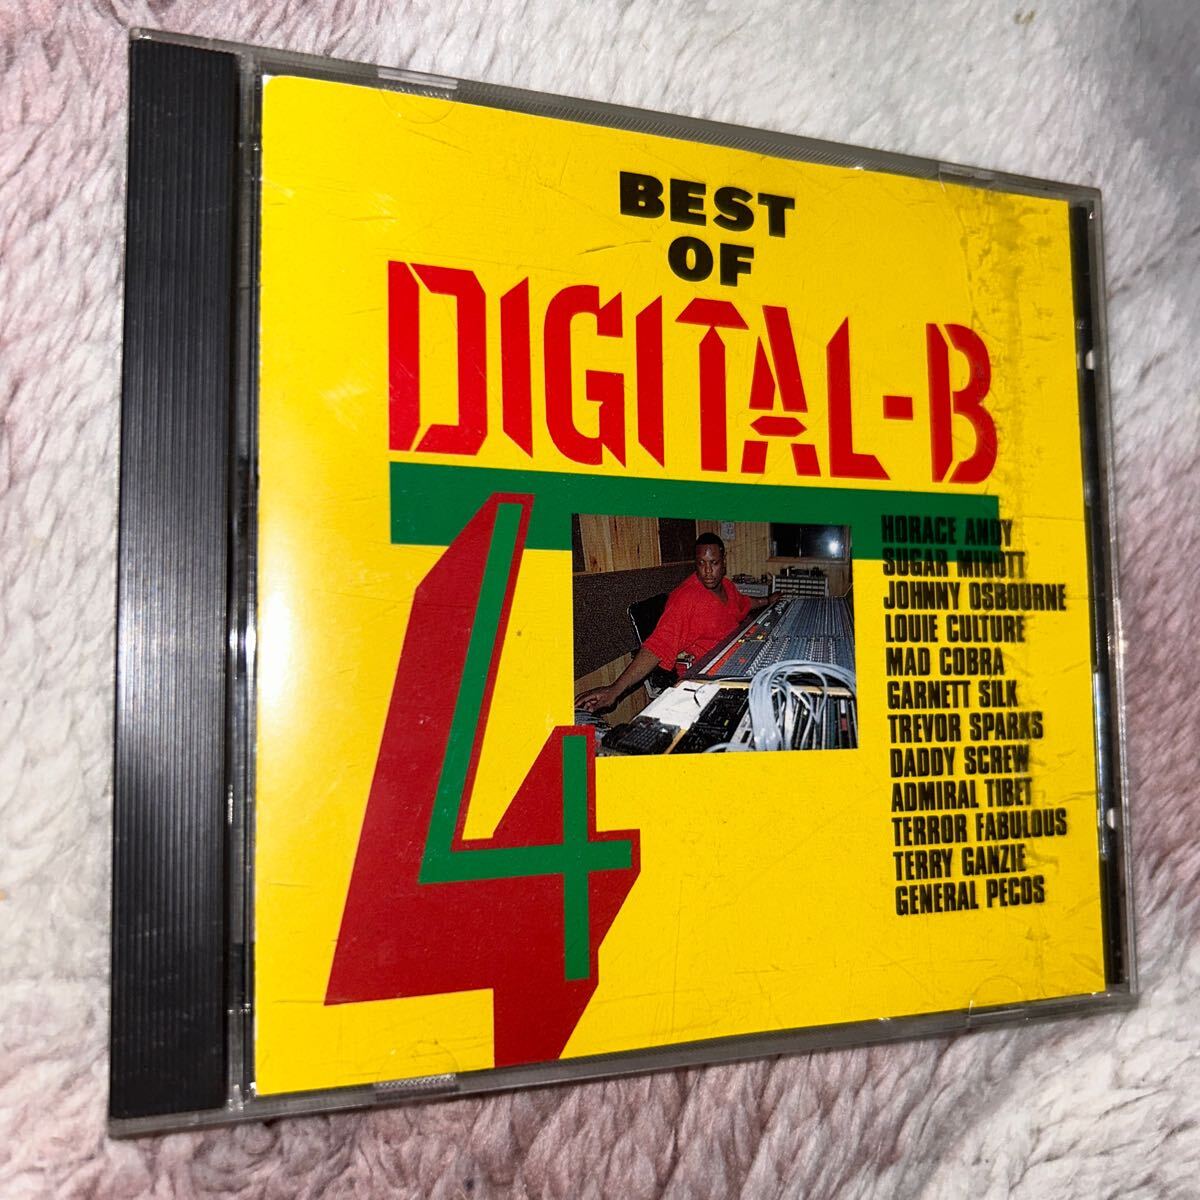 BEST
OF
DIGITAL-B
4
HORACE ANDY
SUGAR MINOTT
JOHNNY OSBOURNE
LOUIE CULTURE
MAD COBRA
GARNETT SILK
TREVOR SPARKS
DADDY SCREW
ADMIRAL TIBET
TERROR FABULOUS
TERRY GANZIE
GENERAL PECOS